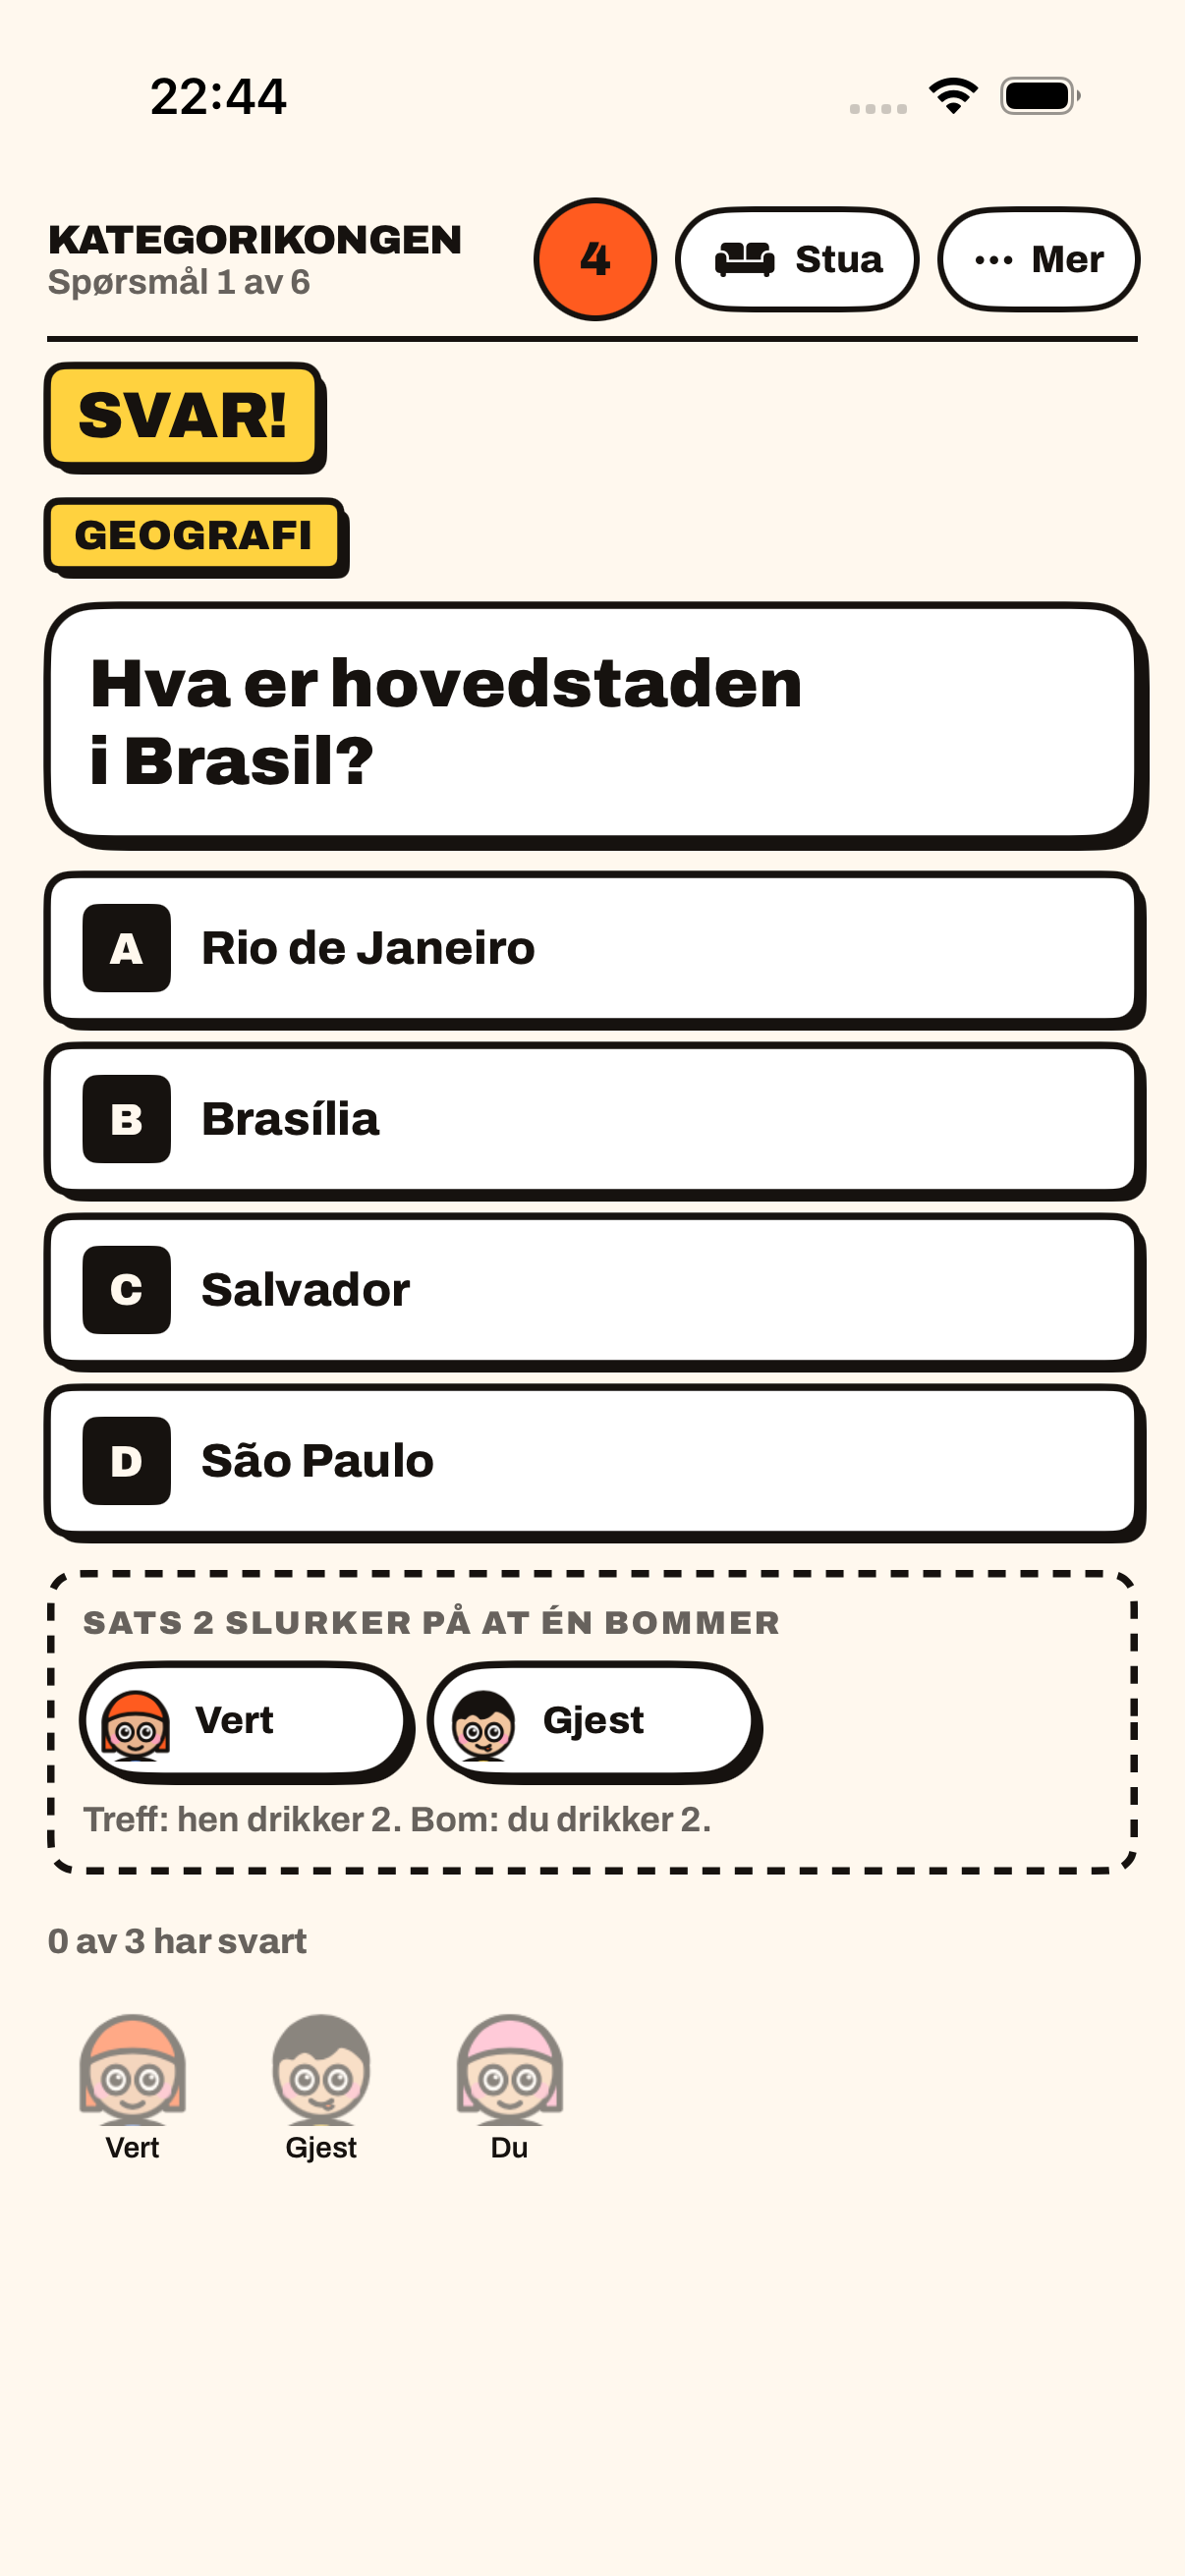 22:44
KATEGORIKONGEN
Spørsmål 1 av 6
4
Stua
Mer
SVAR!
GEOGRAFI
Hva er hovedstaden
i Brasil?
A Rio de Janeiro
B Brasília
C Salvador
D São Paulo
SATS 2 SLURKER PÅ AT ÉN BOMMER
Vert
Gjest
Treff: hen drikker 2. Bom: du drikker 2.
0 av 3 har svart
Vert
Gjest
Du